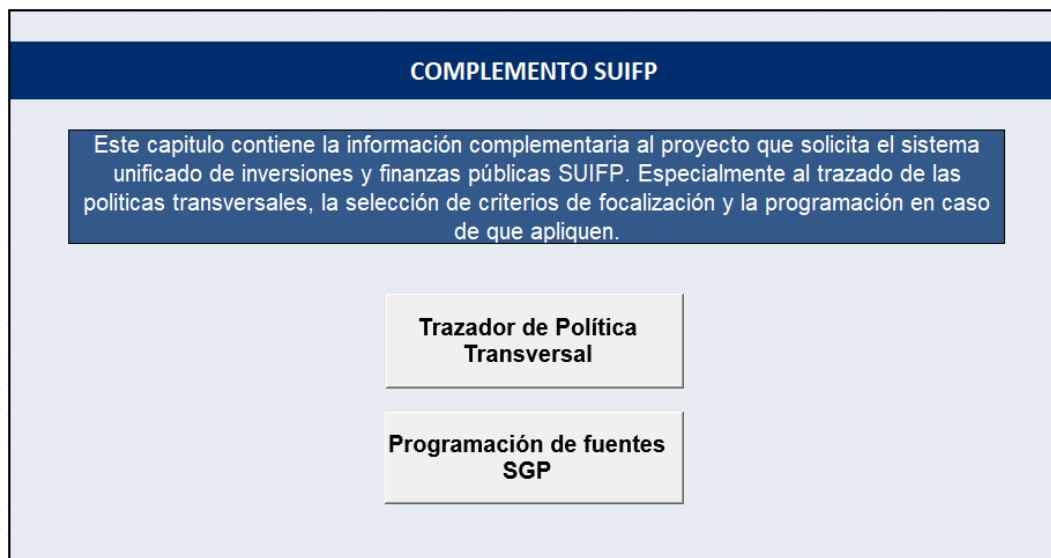 COMPLEMENTO SUIFP
Este capitulo contiene la información complementaria al proyecto que solicita el sistema
unificado de inversiones y finanzas públicas SUIFP. Especialmente al trazado de las
politicas transversales, la selección de criterios de focalización y la programación en caso
de que apliquen.
Trazador de Política
Transversal
Programación de fuentes
SGP